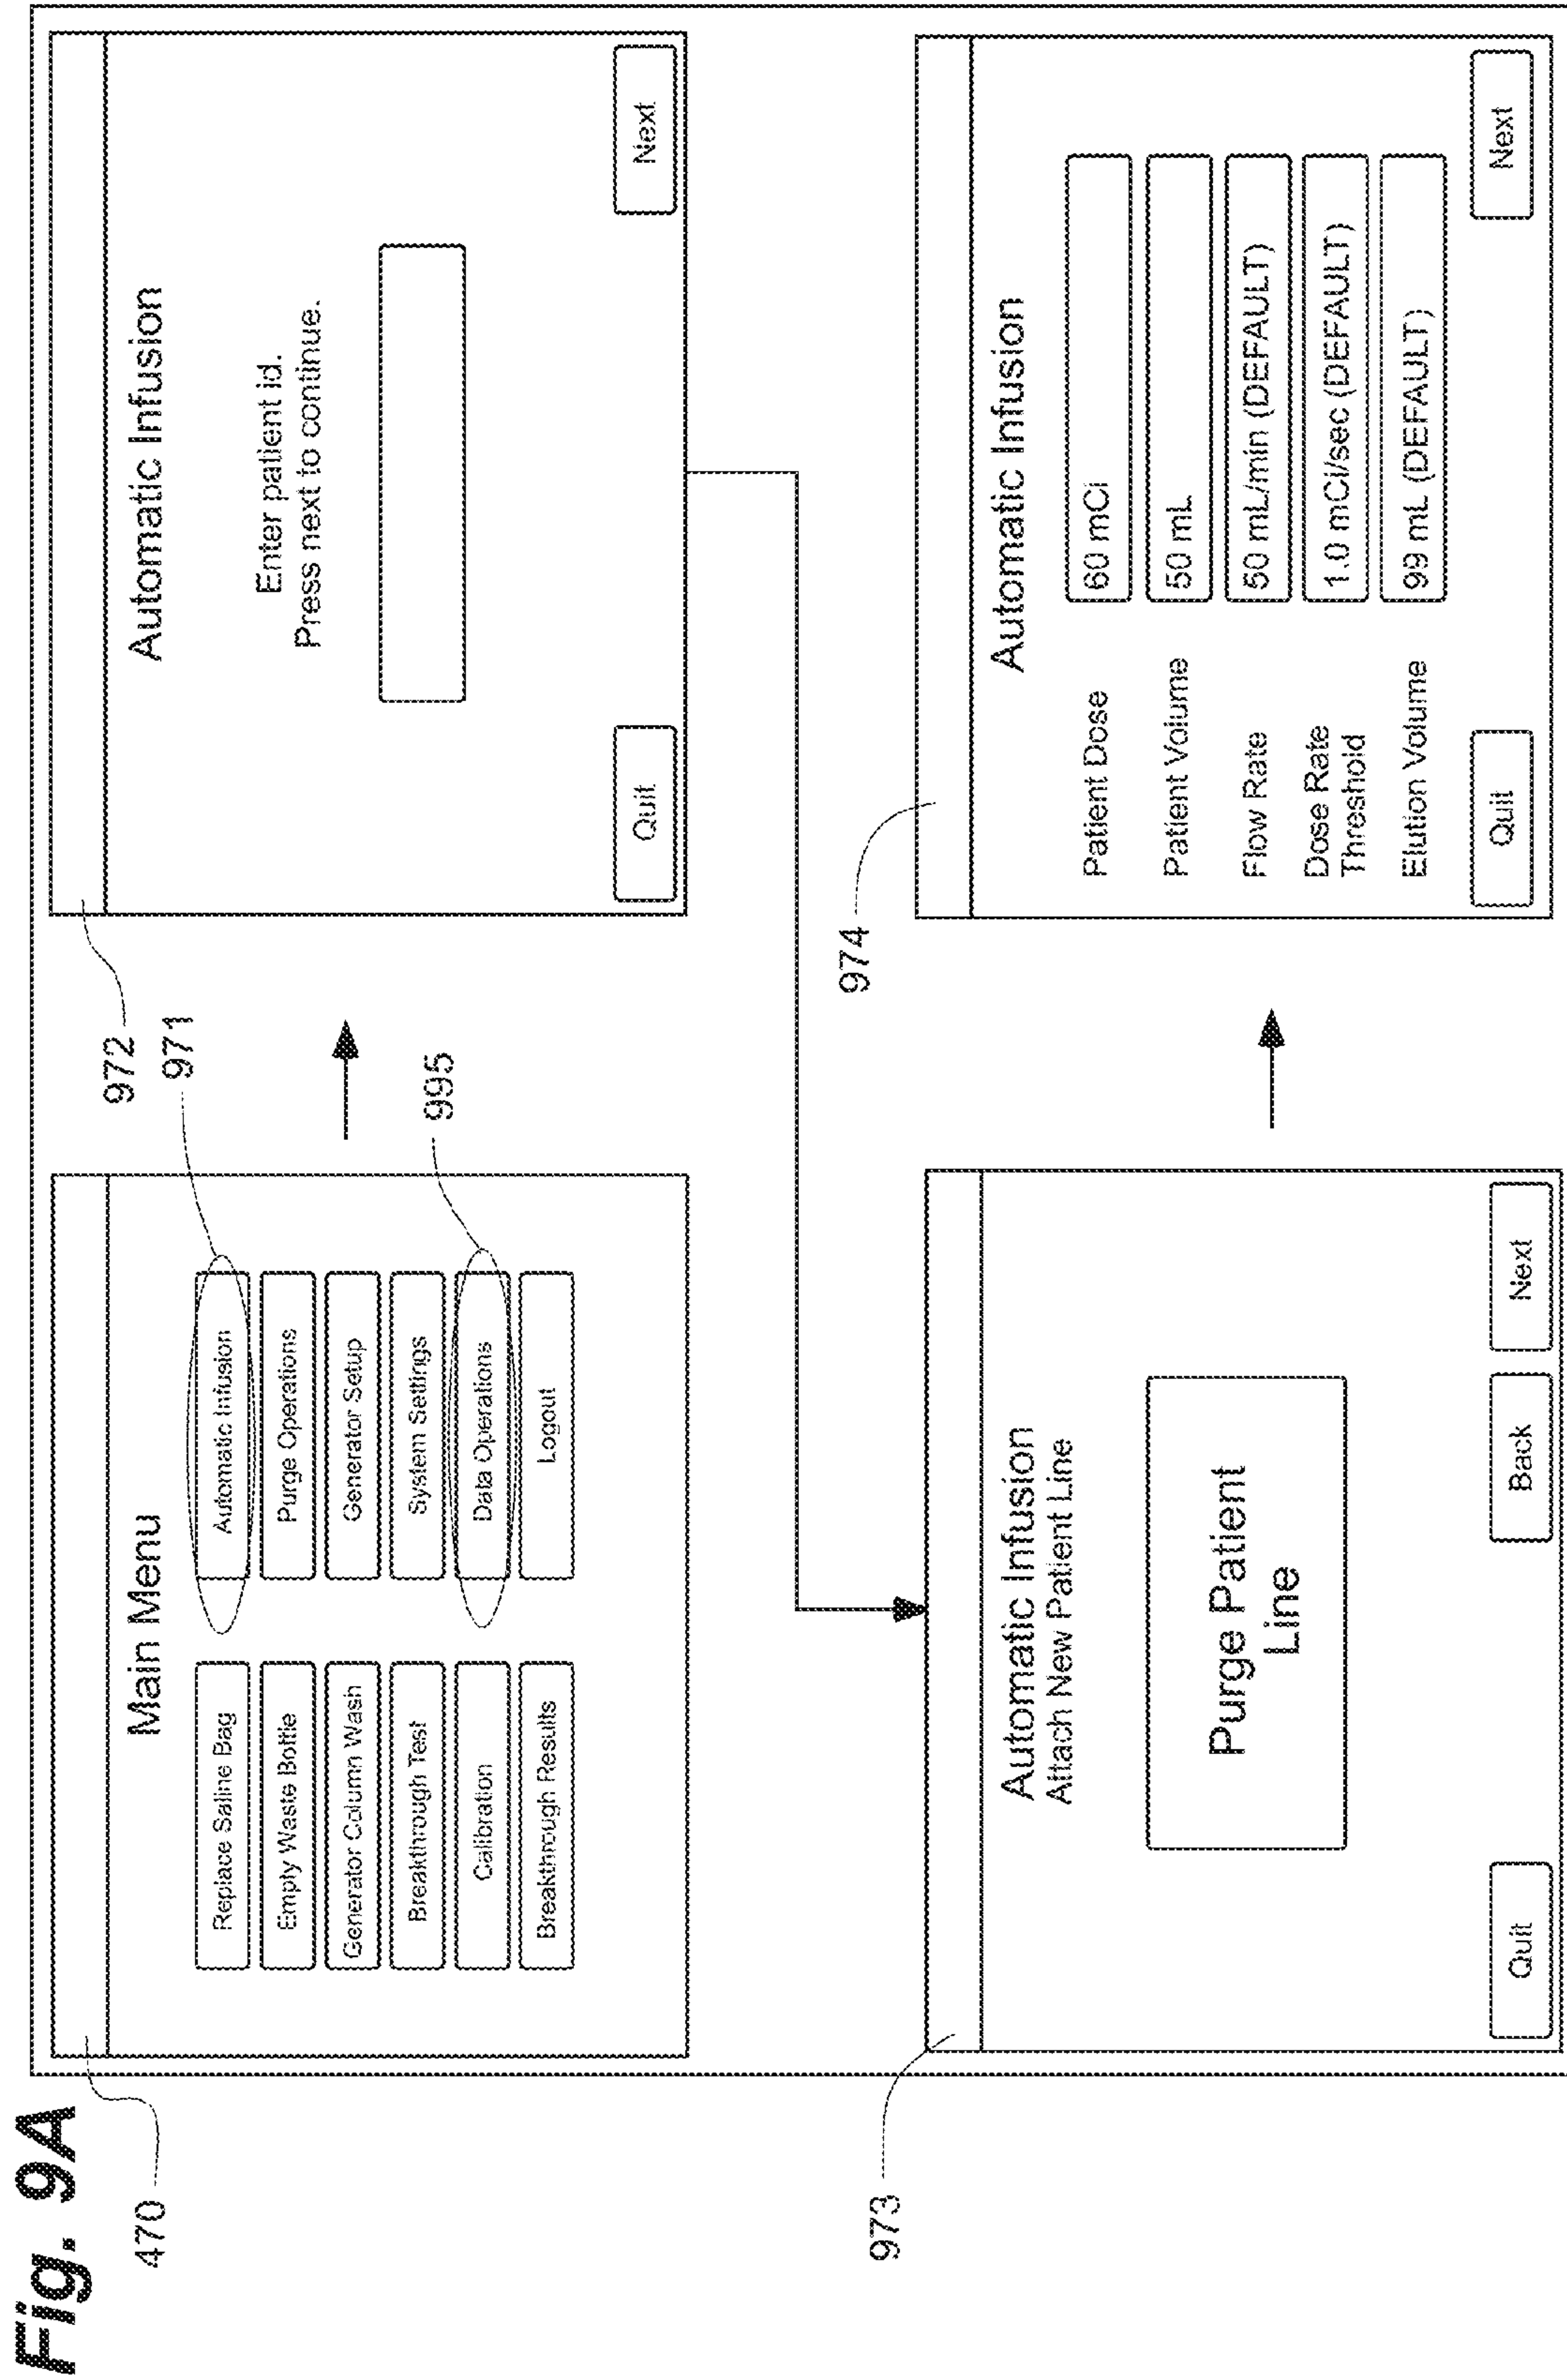 Fig. 9A
470
Main Menu
Replace Saline Bag
Empty Waste Bottle
Generator Column Wash
Breakthrough Test
Calibration
Breakthrough Results
Automatic Infusion
Purge Operations
Generator Setup
System Settings
Data Operations
Logout
971
995
972
Automatic Infusion
Enter patient id.
Press next to continue.
Quit
Next
973
Automatic Infusion
Attach New Patient Line
Purge Patient
Line
Quit
Back
Next
974
Automatic Infusion
Patient Dose
60 mCi
Patient Volume
50 mL
Flow Rate
50 mL/min (DEFAULT)
Dose Rate
Threshold
1.0 mCi/sec (DEFAULT)
Elution Volume
99 mL (DEFAULT)
Quit
Next